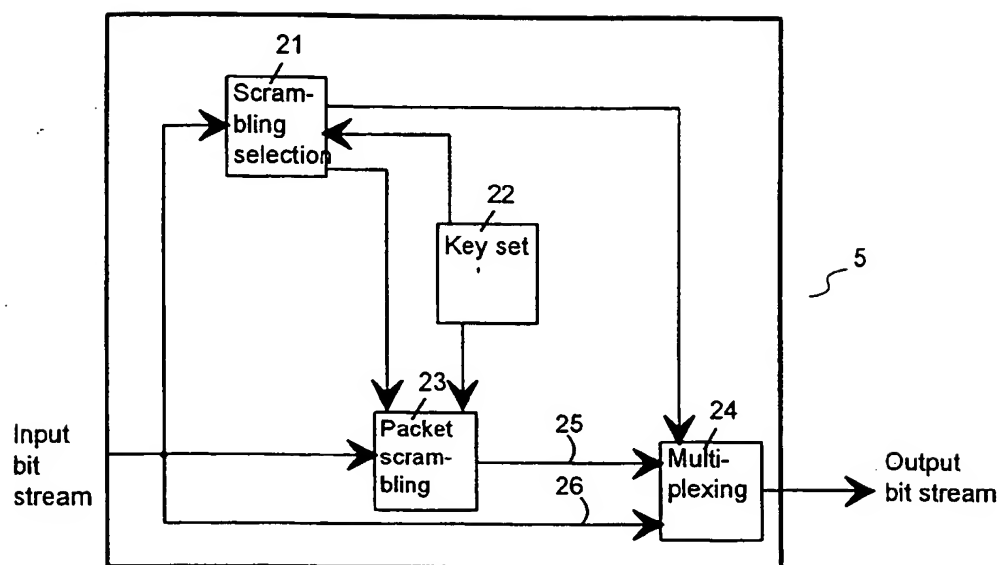 21
Scram-
bling
selection
22
Key set
5
23
Packet
scram-
bling
25
26
24
Multi-
plexing
Input
bit
stream
Output
bit stream